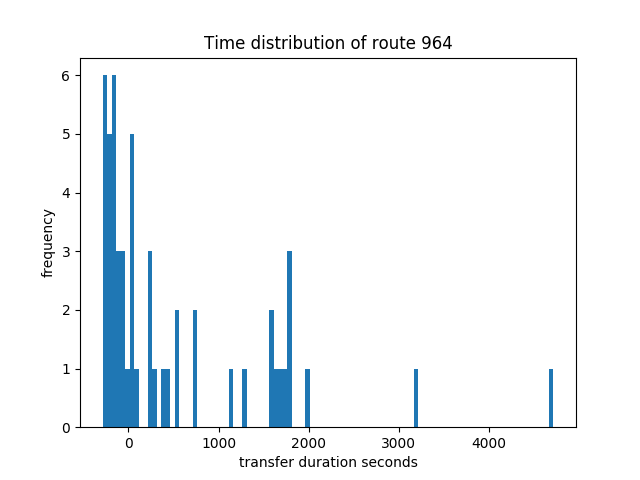 Time distribution of route 964
frequency
6
5
4
3
2
1
0
0 1000 2000 3000 4000
transfer duration seconds